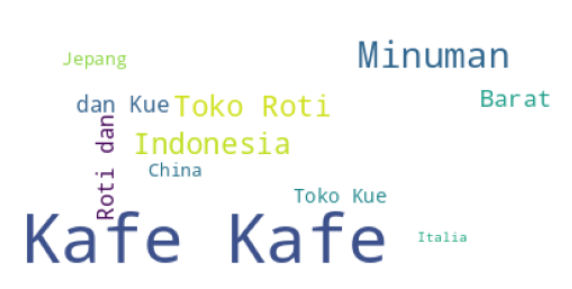 Minuman
Jepang
Barat
dan Kue
Toko Roti
Indonesia
Roti dan
China
Toko Kue
Kafe Kafe
Italia